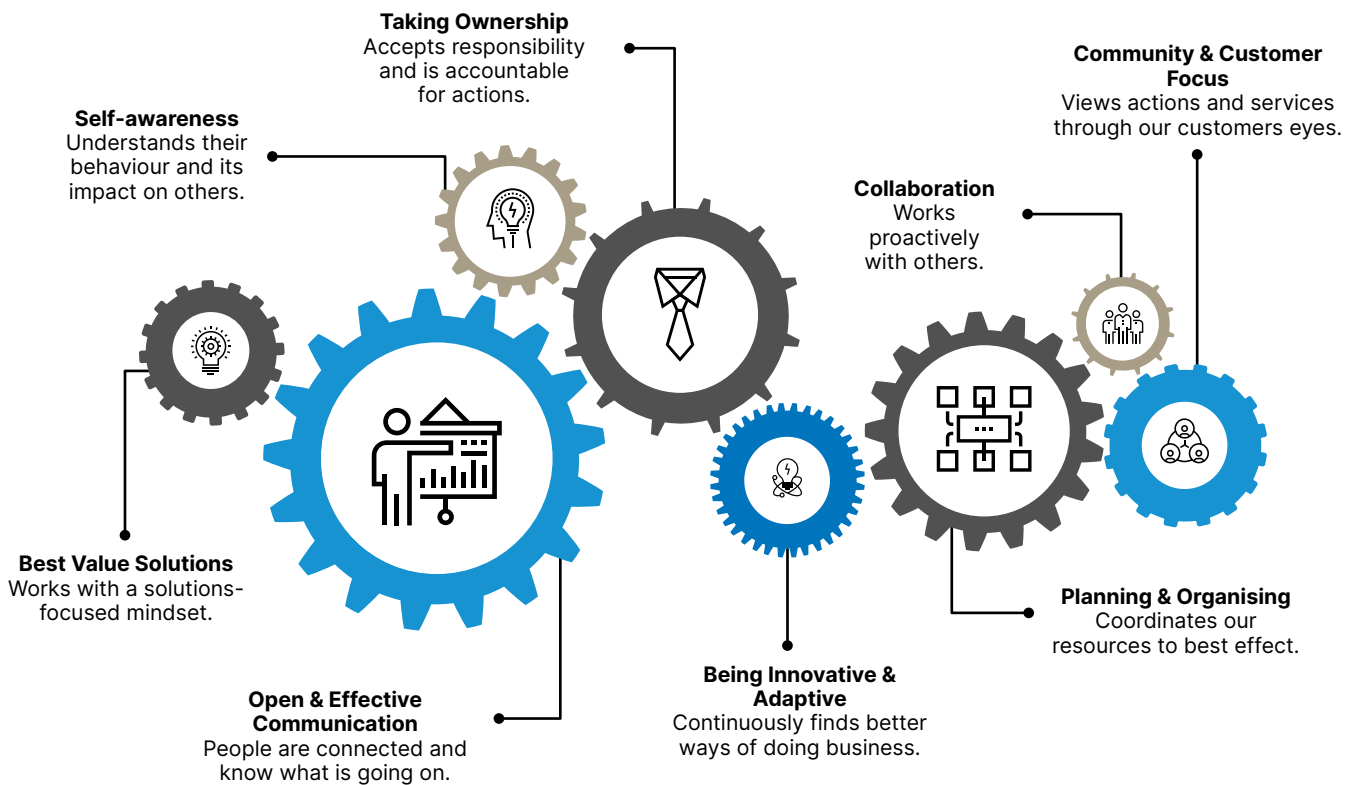 Taking Ownership
Accepts responsibility
and is accountable
for actions.
Community & Customer
Focus
Views actions and services
through our customers eyes.
Self-awareness
Understands their
behaviour and its
impact on others.
Collaboration
Works
proactively
with others.
Best Value Solutions
Works with a solutions-
focused mindset.
Planning & Organising
Coordinates our
resources to best effect.
Being Innovative &
Adaptive
Continuously finds better
ways of doing business.
Open & Effective
Communication
People are connected and
know what is going on.